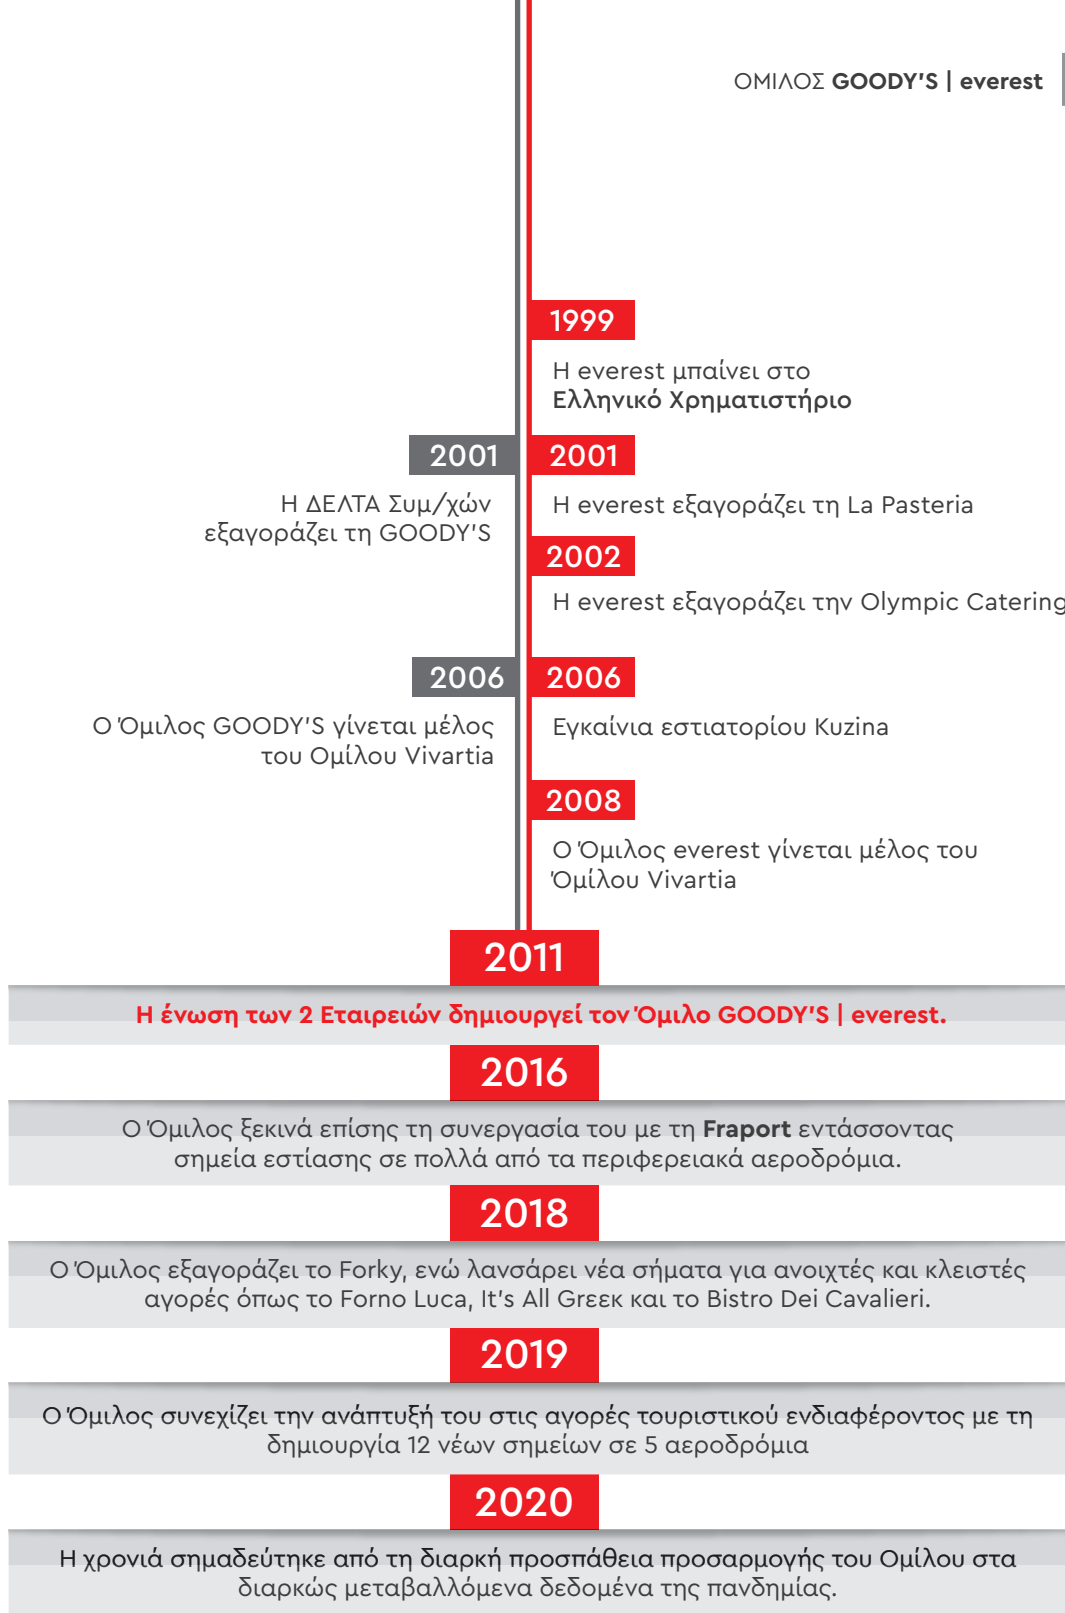 ΟΜΙΛΟΣ GOODY'S | everest
1999
Η everest μπαίνει στο
Ελληνικό Χρηματιστήριο
2001
Η ΔΕΛΤΑ Συμ/χών
εξαγοράζει τη GOODY'S
2001
Η everest εξαγοράζει τη La Pasteria
2002
Η everest εξαγοράζει την Olympic Catering
2006
Ο Όμιλος GOODY'S γίνεται μέλος
του Ομίλου Vivartia
2006
Εγκαίνια εστιατορίου Kuzina
2008
Ο Όμιλος everest γίνεται μέλος του
Όμίλου Vivartia
2011
Η ένωση των 2 Εταιρειών δημιουργεί τον Όμιλο GOODY'S | everest.
2016
Ο Όμιλος ξεκινά επίσης τη συνεργασία του με τη Fraport εντάσσοντας
σημεία εστίασης σε πολλά από τα περιφερειακά αεροδρόμια.
2018
Ο Όμιλος εξαγοράζει το Forky, ενώ λανσάρει νέα σήματα για ανοιχτές και κλειστές
αγορές όπως το Forno Luca, It's All Grεεk και το Bistro Dei Cavalieri.
2019
Ο Όμιλος συνεχίζει την ανάπτυξή του στις αγορές τουριστικού ενδιαφέροντος με τη
δημιουργία 12 νέων σημείων σε 5 αεροδρόμια
2020
Η χρονιά σημαδεύτηκε από τη διαρκή προσπάθεια προσαρμογής του Ομίλου στα
διαρκώς μεταβαλλόμενα δεδομένα της πανδημίας.